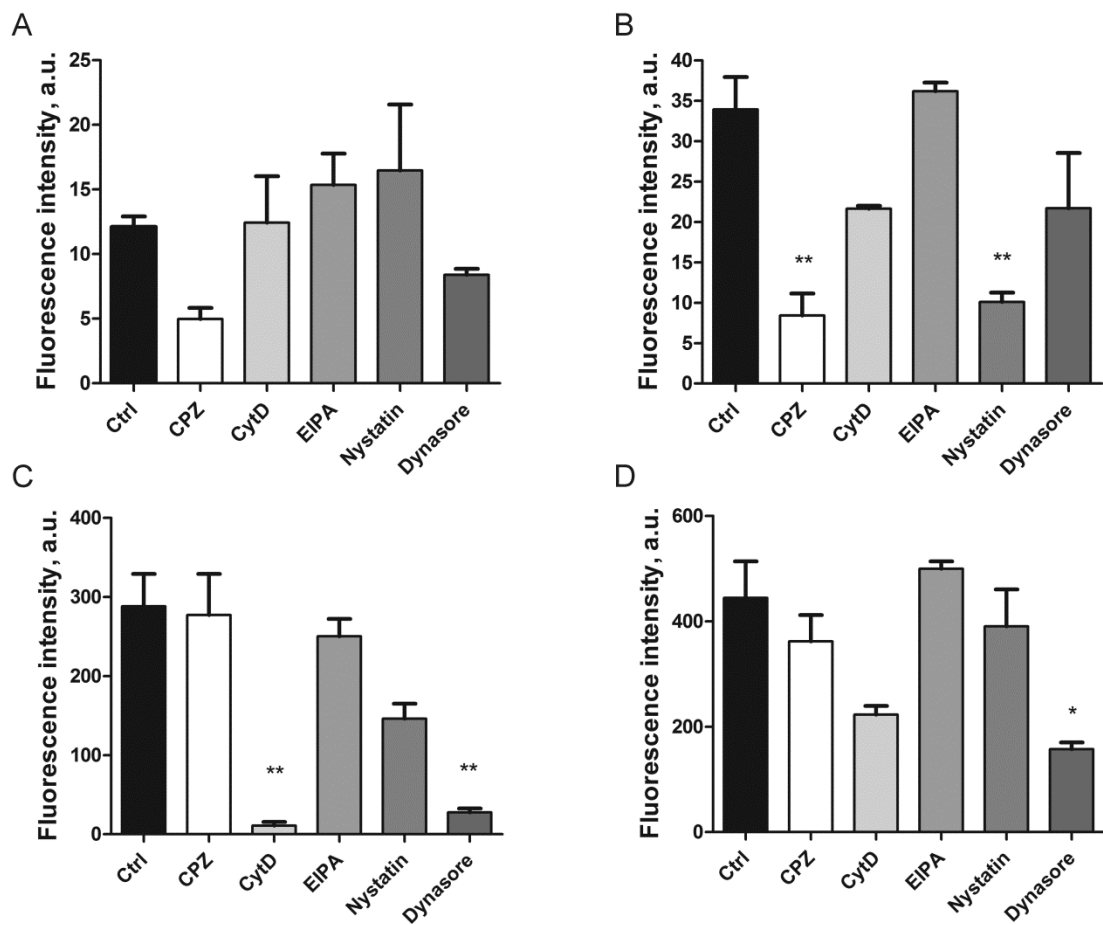 A
Fluorescence intensity, a.u.
25
20
15
10
5
0
Ctrl
CPZ
CytD
EIPA
Nystatin
Dynasore
B
Fluorescence intensity, a.u.
40
35
30
25
20
15
10
5
0
**
**
Ctrl
CPZ
CytD
EIPA
Nystatin
Dynasore
C
Fluorescence intensity, a.u.
400
300
200
100
0
**
**
Ctrl
CPZ
CytD
EIPA
Nystatin
Dynasore
D
Fluorescence intensity, a.u.
600
400
200
0
*
Ctrl
CPZ
CytD
EIPA
Nystatin
Dynasore